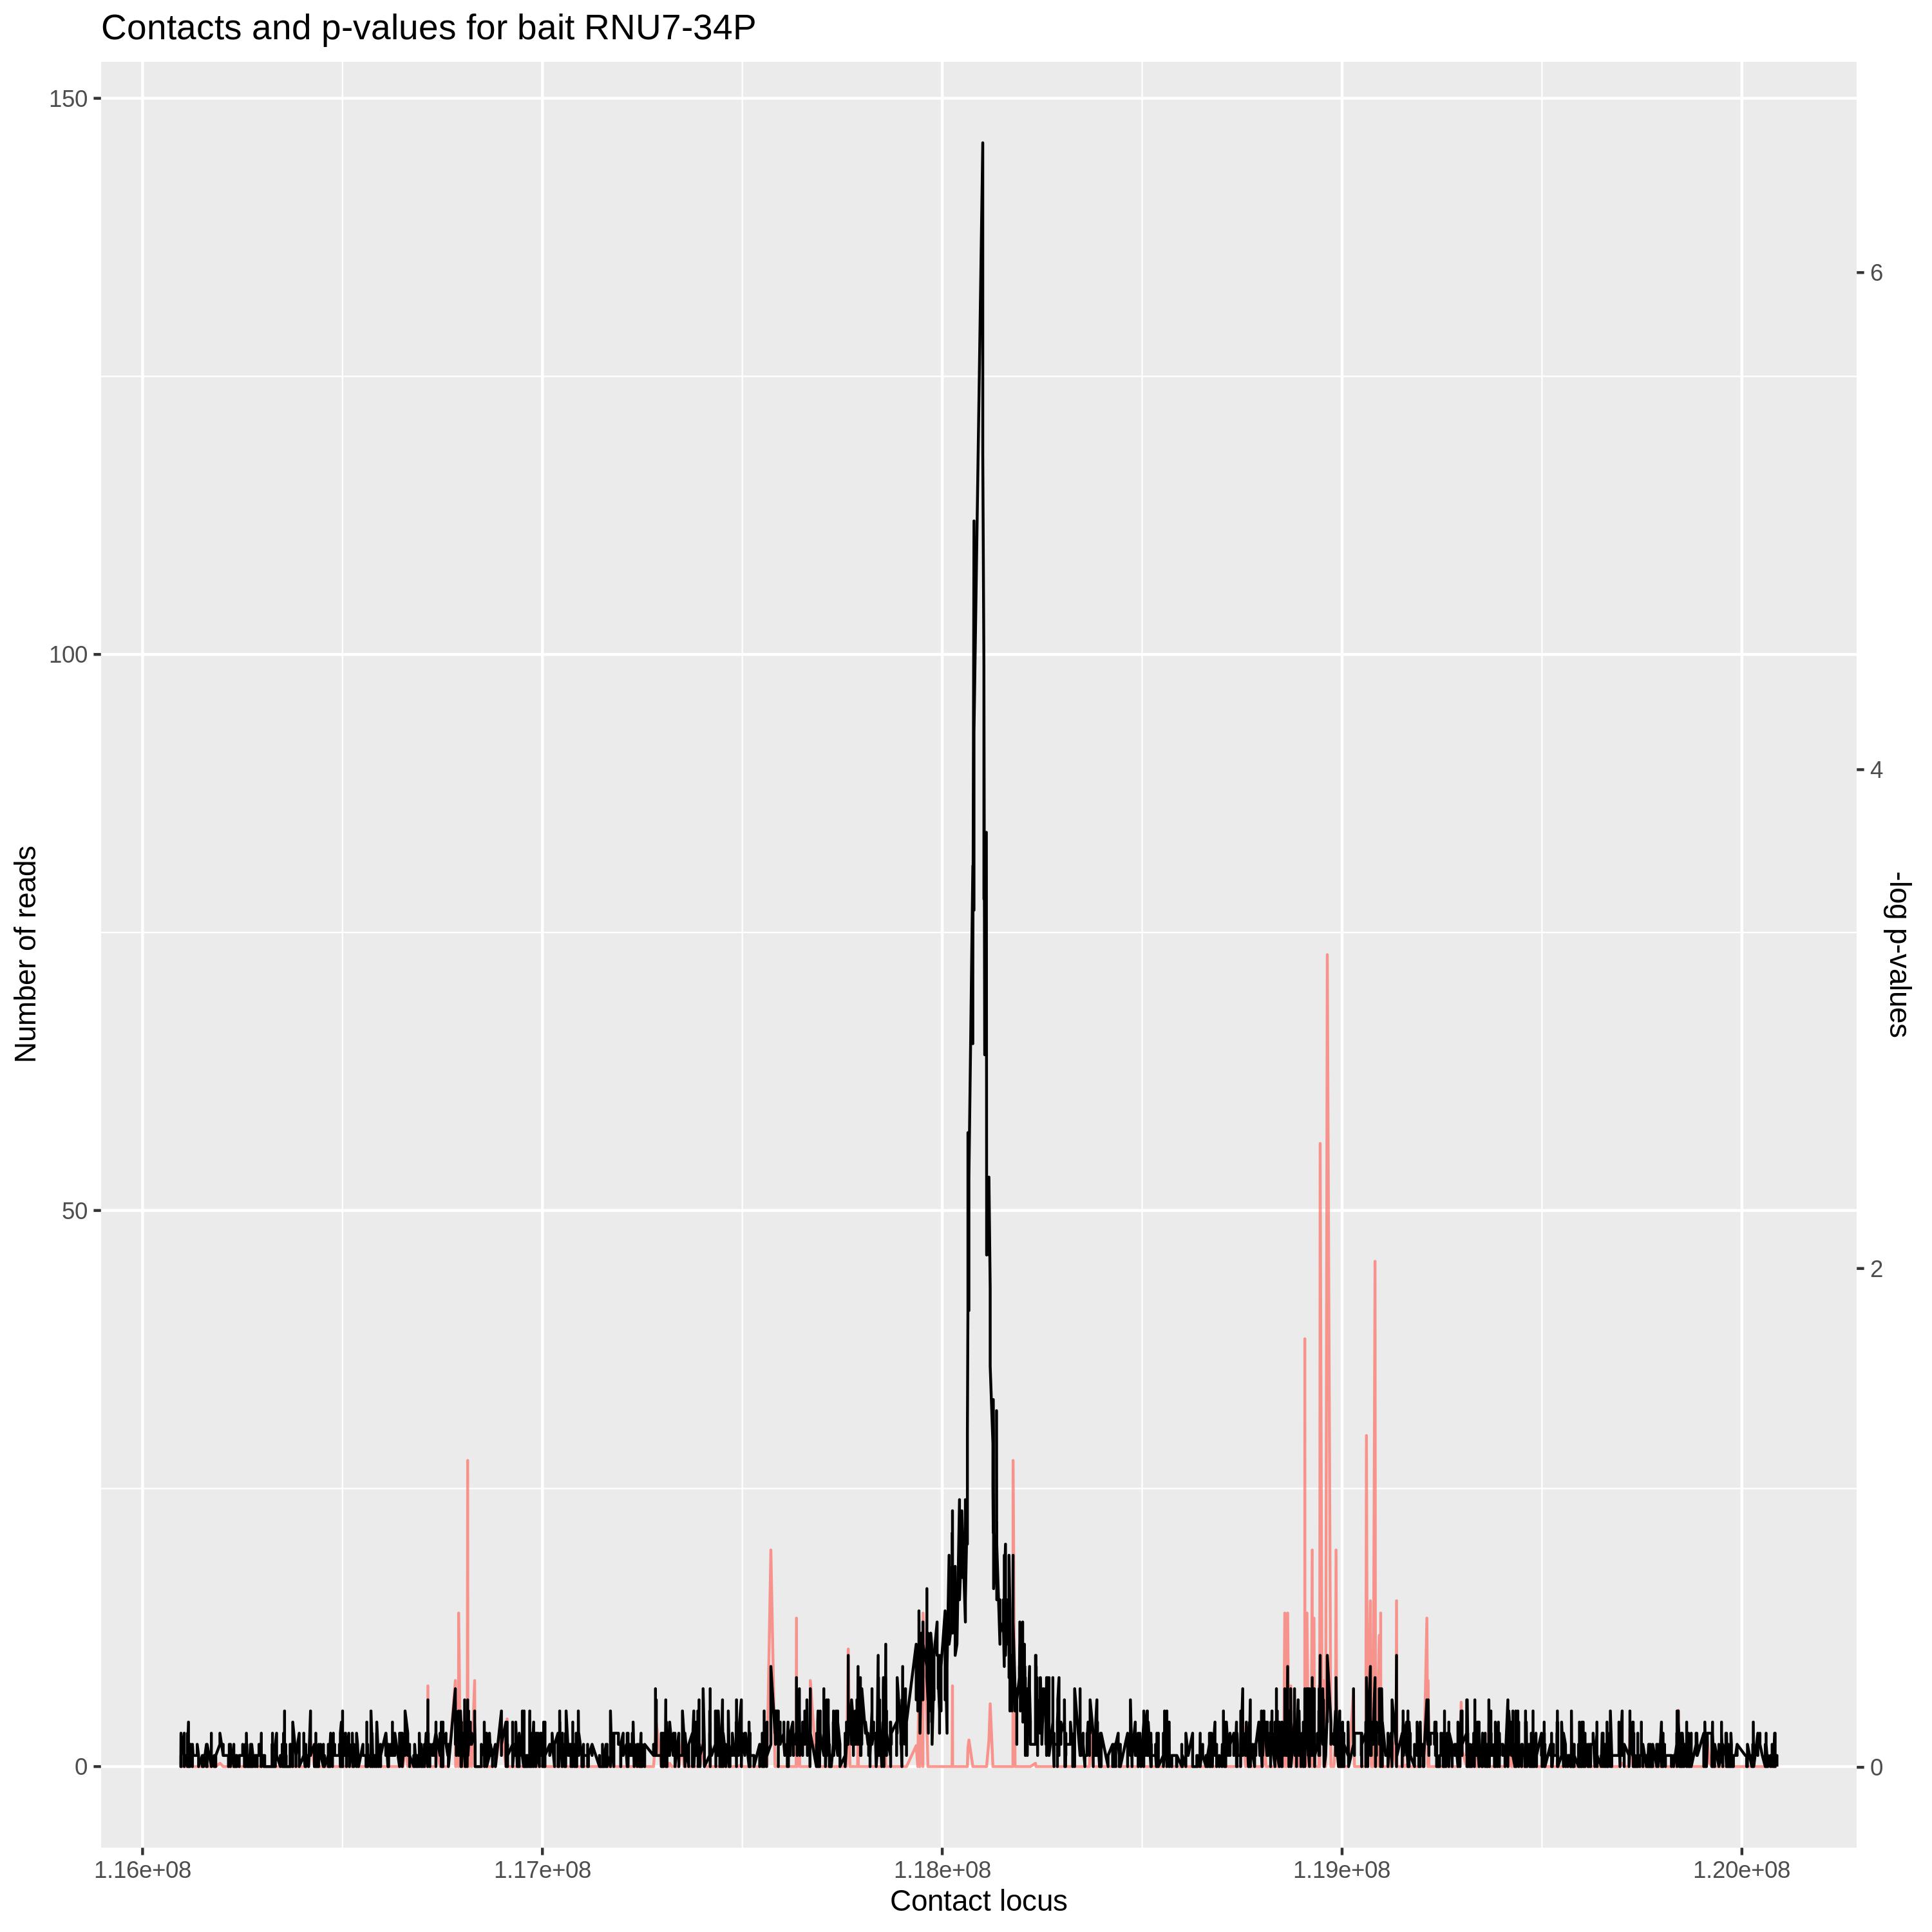 Contacts and p-values for bait RNU7-34P
150
100
50
0
Number of reads
6
4
2
0
-log p-values
1.16e+08
1.17e+08
1.18e+08
1.19e+08
1.20e+08
Contact locus